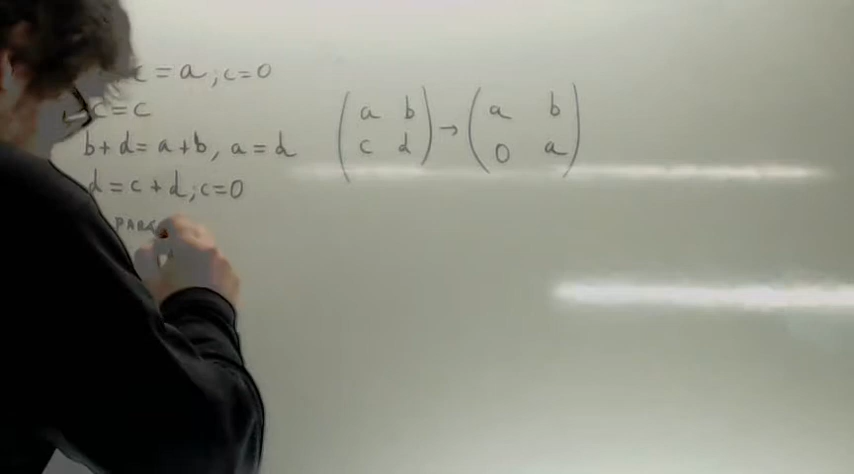 c = a ; c = 0
c = c
b + d = a + b , a = d
d = c + d ; c = 0
( a b
c d ) → ( a b
0 a )